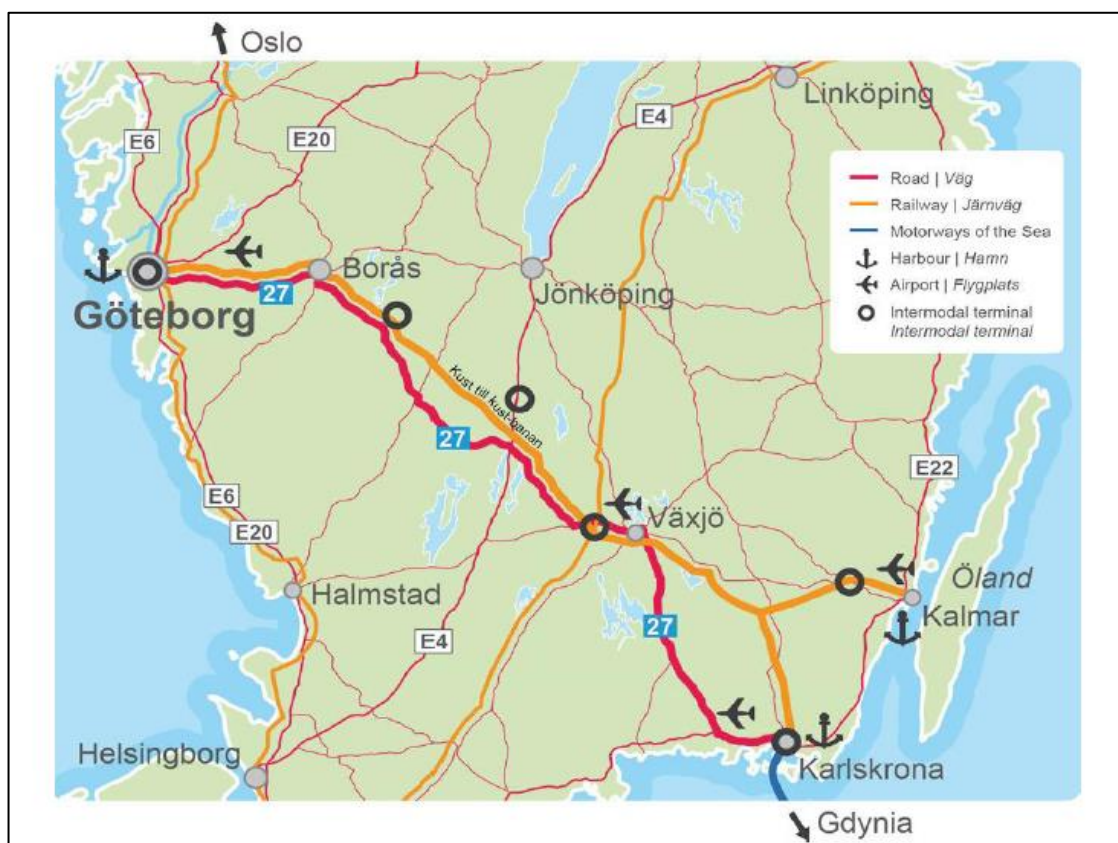 Oslo
Linköping
E6
E20
E4
Road | Väg
Railway | Järnväg
Motorways of the Sea
Harbour | Hamn
Airport | Flygplats
Intermodal terminal
Intermodal terminal
Borås
27
Göteborg
Jönköping
Kust till kust-banan
27
E22
E6
E20
Växjö
Öland
Halmstad
Kalmar
27
E4
Helsingborg
Karlskrona
Gdynia